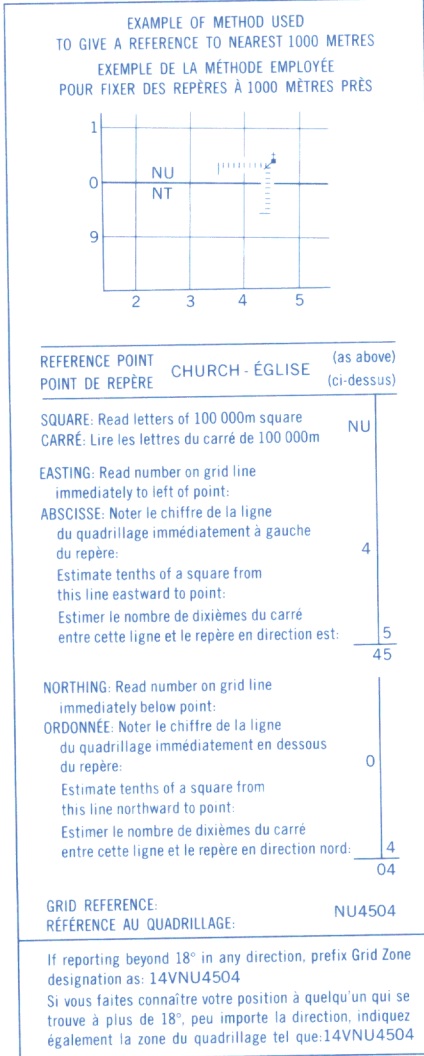 EXAMPLE OF METHOD USED
TO GIVE A REFERENCE TO NEAREST 1000 METRES
EXEMPLE DE LA MÉTHODE EMPLOYÉE
POUR FIXER DES REPÈRES À 1000 MÈTRES PRÈS
1
NU
0
NT
9
2 3 4 5
REFERENCE POINT
POINT DE REPÈRE
CHURCH - ÉGLISE
(as above)
(ci-dessus)
SQUARE: Read letters of 100 000m square
CARRÉ: Lire les lettres du carré de 100 000m
NU
EASTING: Read number on grid line
immediately to left of point:
ABSCISSE: Noter le chiffre de la ligne
du quadrillage immédiatement à gauche
du repère:
4
Estimate tenths of a square from
this line eastward to point:
Estimer le nombre de dixièmes du carré
entre cette ligne et le repère en direction est: 5
45
NORTHING: Read number on grid line
immediately below point:
ORDONNÉE: Noter le chiffre de la ligne
du quadrillage immédiatement en dessous
du repère:
0
Estimate tenths of a square from
this line northward to point:
Estimer le nombre de dixièmes du carré
entre cette ligne et le repère en direction nord: 4
04
GRID REFERENCE:
RÉFÉRENCE AU QUADRILLAGE:
NU4504
If reporting beyond 18° in any direction, prefix Grid Zone
designation as: 14VNU4504
Si vous faites connaître votre position à quelqu'un qui se
trouve à plus de 18°, peu importe la direction, indiquez
également la zone du quadrillage tel que:14VNU4504